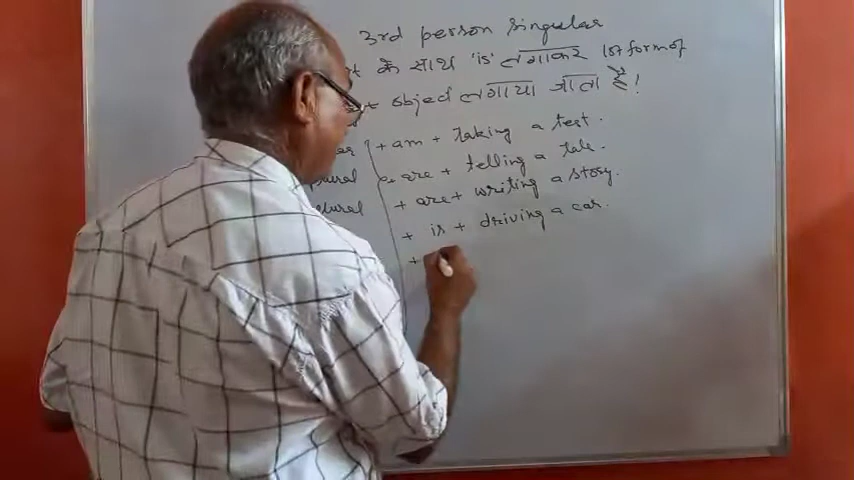 3rd person singular
के साथ 'is' लगाकर 1st form of
object लगाया जाता है!
+ am + taking a test.
are + telling a tale.
+ are + writing a story.
+ is + driving a car.
+